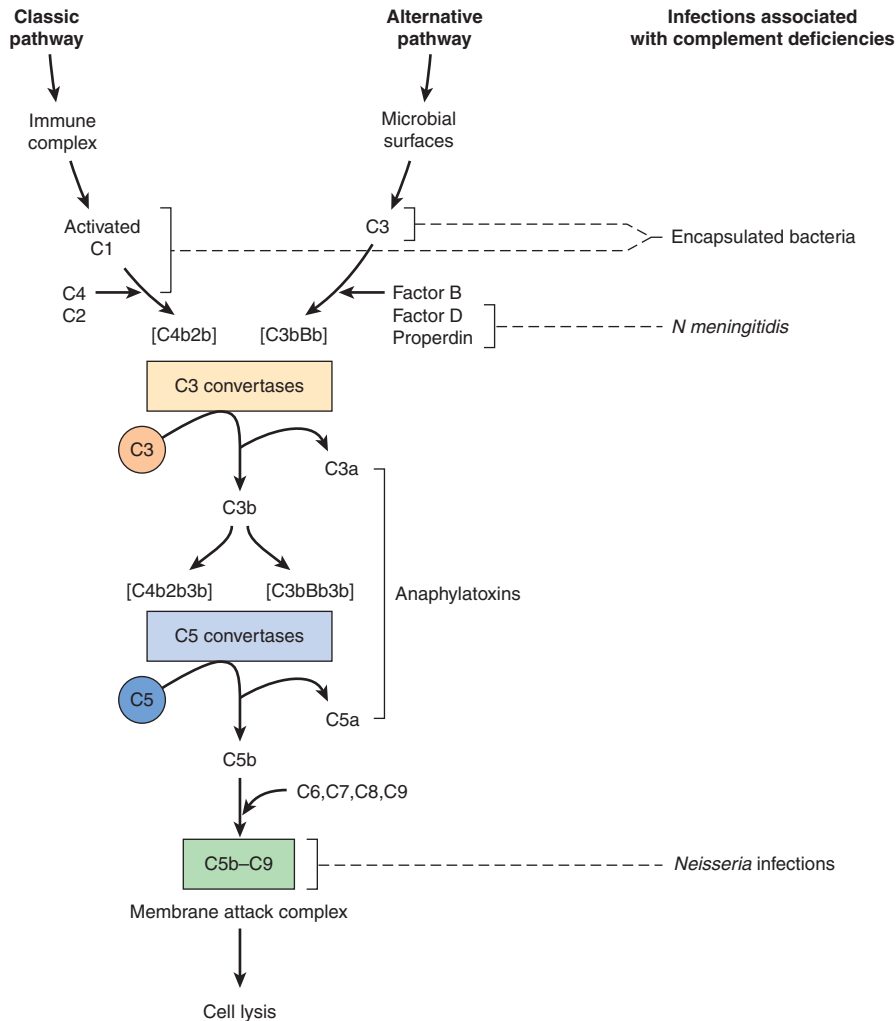 Classic
pathway
Alternative
pathway
Infections associated
with complement deficiencies
Immune
complex
Microbial
surfaces
Activated
C1
C3
Encapsulated bacteria
C4
C2
Factor B
Factor D
Properdin
N meningitidis
[C4b2b]
[C3bBb]
C3 convertases
C3
C3a
C3b
[C4b2b3b]
[C3bBb3b]
Anaphylatoxins
C5 convertases
C5
C5a
C5b
C6,C7,C8,C9
C5b–C9
Neisseria infections
Membrane attack complex
Cell lysis